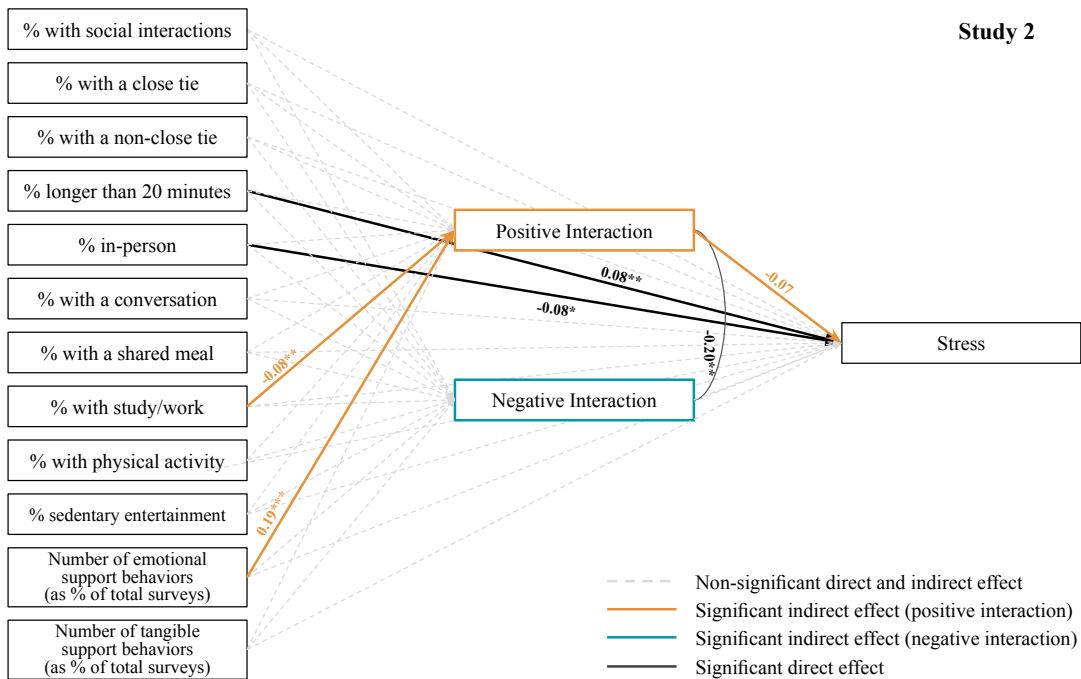 % with social interactions
Study 2
% with a close tie
% with a non-close tie
% longer than 20 minutes
% in-person
% with a conversation
% with a shared meal
% with study/work
% with physical activity
% sedentary entertainment
Number of emotional
support behaviors
(as % of total surveys)
Number of tangible
support behaviors
(as % of total surveys)
Positive Interaction
Negative Interaction
Stress
0.08**
-0.08*
-0.07
-0.20**
-0.08**
0.19***
Non-significant direct and indirect effect
Significant indirect effect (positive interaction)
Significant indirect effect (negative interaction)
Significant direct effect